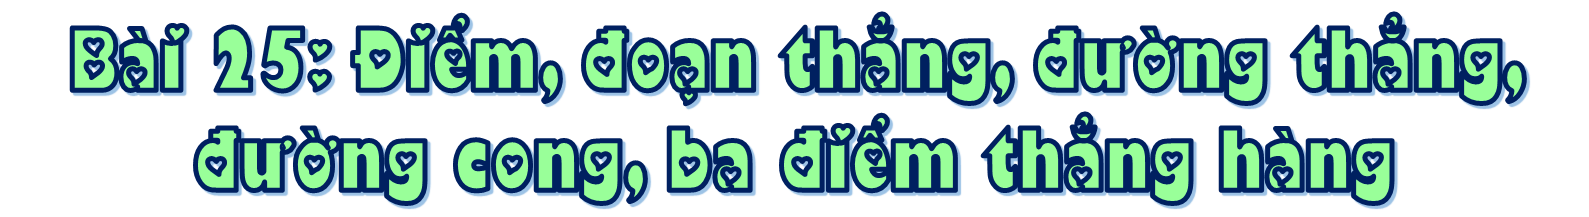 Bài 25: Điểm, đoạn thẳng, đường thẳng,
đường cong, ba điểm thẳng hàng